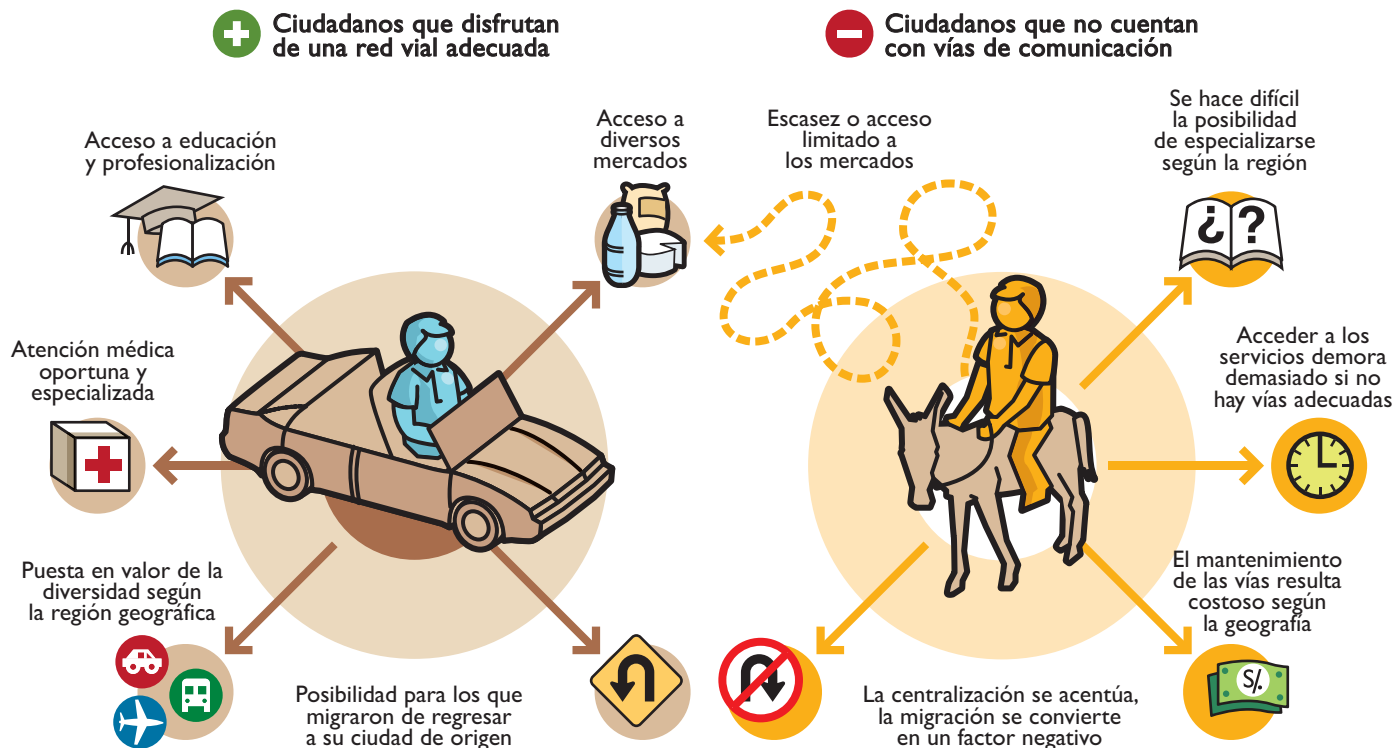 Ciudadanos que disfrutan
de una red vial adecuada
Acceso a educación
y profesionalización
Acceso a
diversos
mercados
Atención médica
oportuna y
especializada
Puesta en valor de la
diversidad según
la región geográfica
Posibilidad para los que
migraron de regresar
a su ciudad de origen
Ciudadanos que no cuentan
con vías de comunicación
Escasez o acceso
limitado a
los mercados
Se hace difícil
la posibilidad
de especializarse
según la región
¿ ?
Acceder a los
servicios demora
demasiado si no
hay vías adecuadas
El mantenimiento
de las vías resulta
costoso según
la geografía
S/.
La centralización se acentúa,
la migración se convierte
en un factor negativo